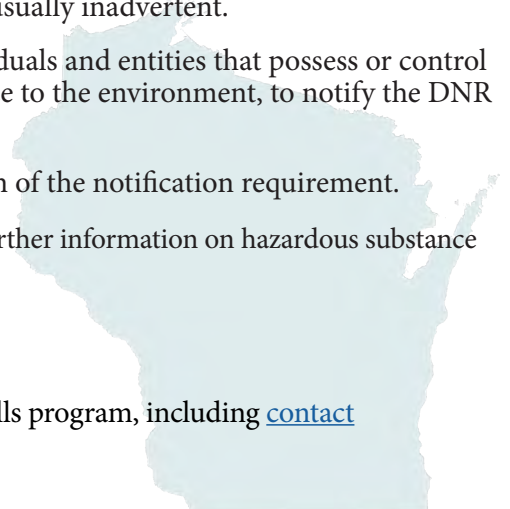 usually inadvertent.
duals and entities that possess or control
e to the environment, to notify the DNR
n of the notification requirement.
rther information on hazardous substance
lls program, including contact